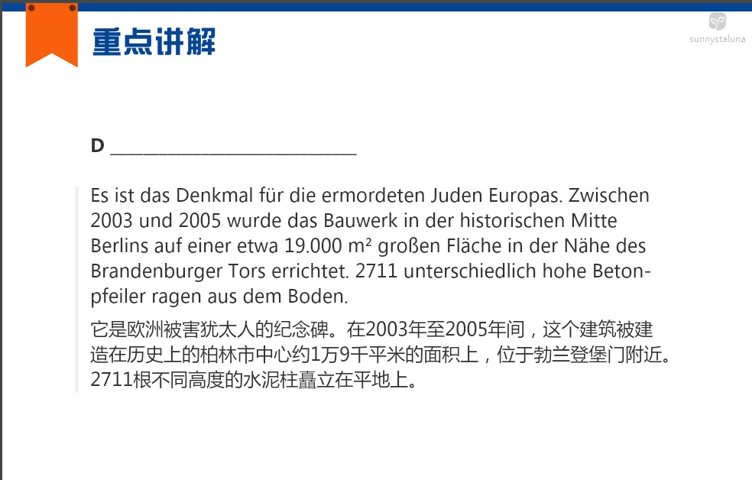 重点讲解
sunnystaluna
D ___________________________
Es ist das Denkmal für die ermordeten Juden Europas. Zwischen
2003 und 2005 wurde das Bauwerk in der historischen Mitte
Berlins auf einer etwa 19.000 m² großen Fläche in der Nähe des
Brandenburger Tors errichtet. 2711 unterschiedlich hohe Beton-
pfeiler ragen aus dem Boden.
它是欧洲被害犹太人的纪念碑。在2003年至2005年间，这个建筑被建
造在历史上的柏林市中心约1万9千平米的面积上，位于勃兰登堡门附近。
2711根不同高度的水泥柱矗立在平地上。